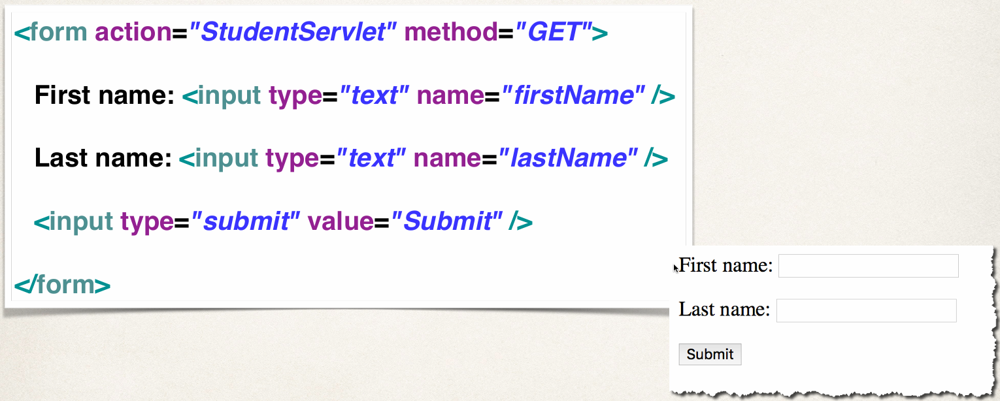 <form action="StudentServlet" method="GET">
First name: <input type="text" name="firstName" />
Last name: <input type="text" name="lastName" />
<input type="submit" value="Submit" />
</form>
First name:
Last name:
Submit